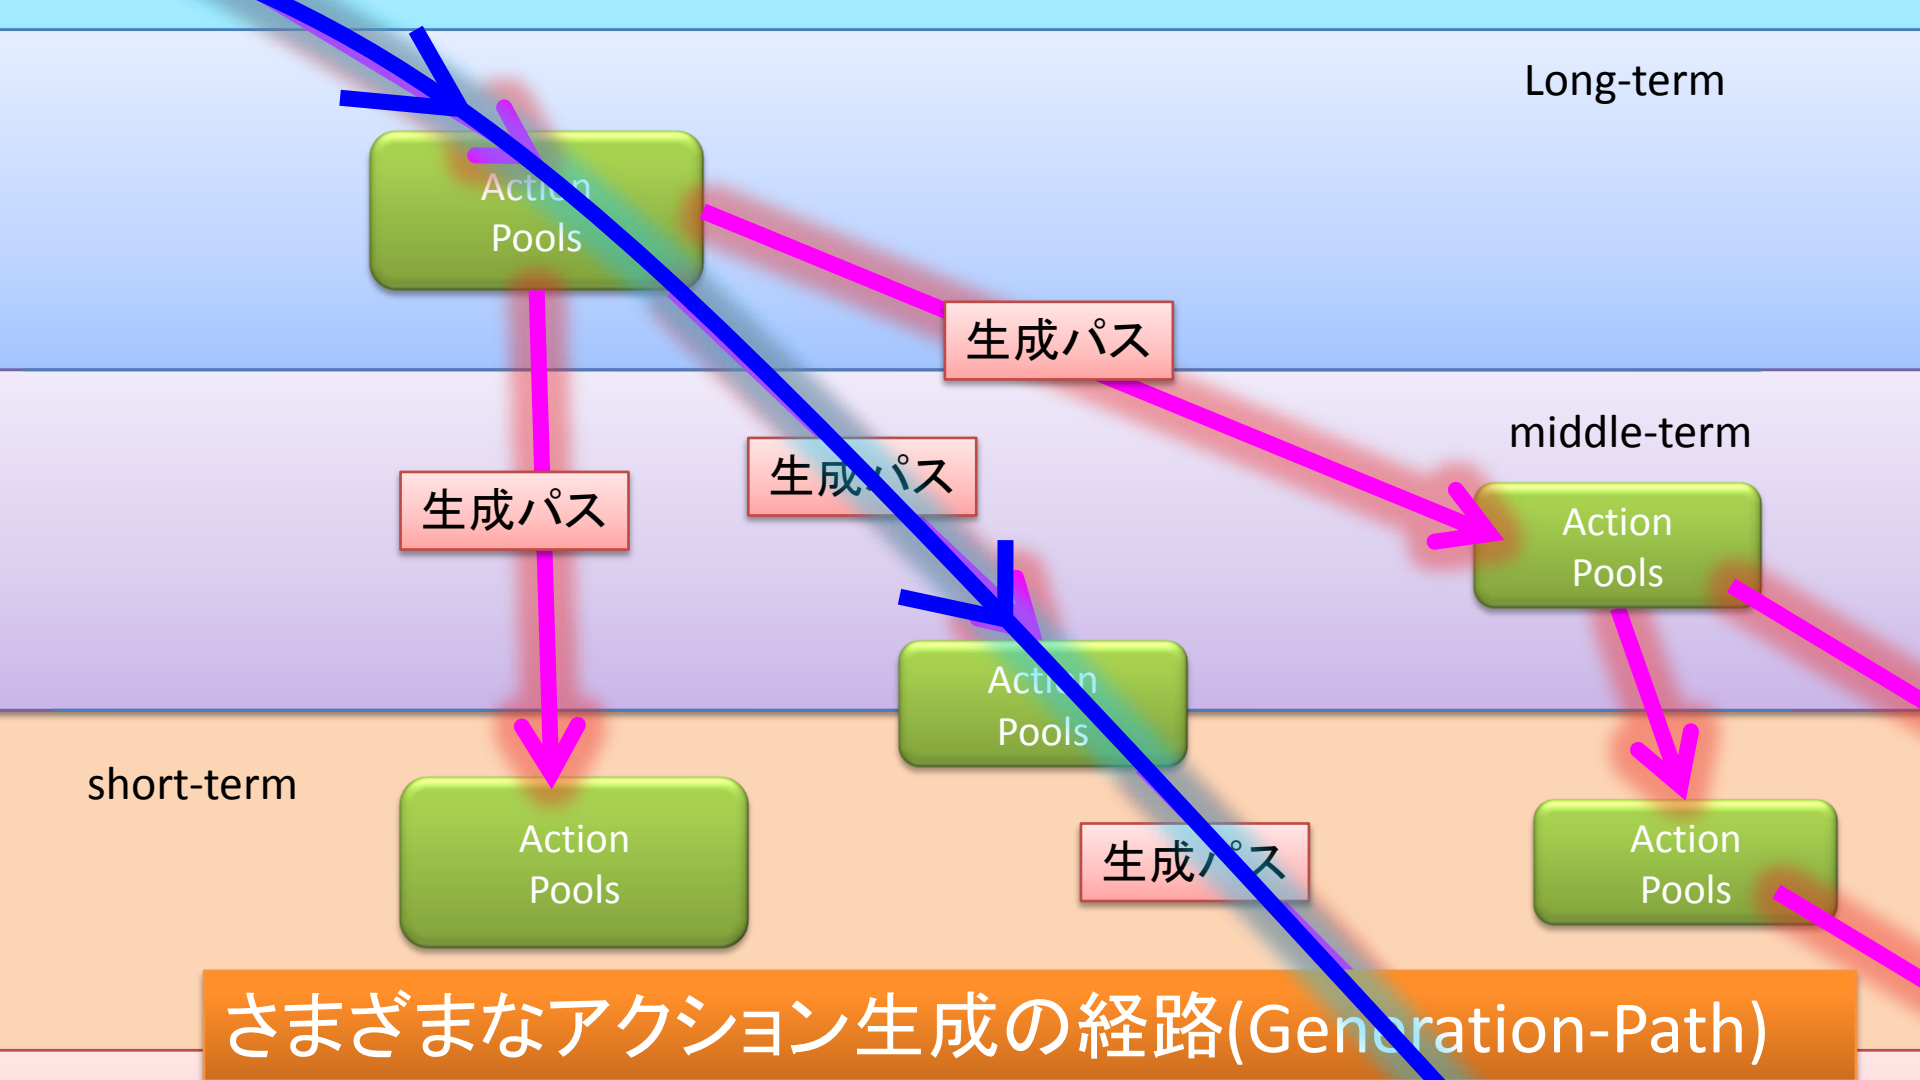 Long-term
Action
Pools
生成パス
middle-term
生成パス
生成パス
Action
Pools
Action
Pools
short-term
Action
Pools
生成パス
Action
Pools
さまざまなアクション生成の経路(Generation-Path)